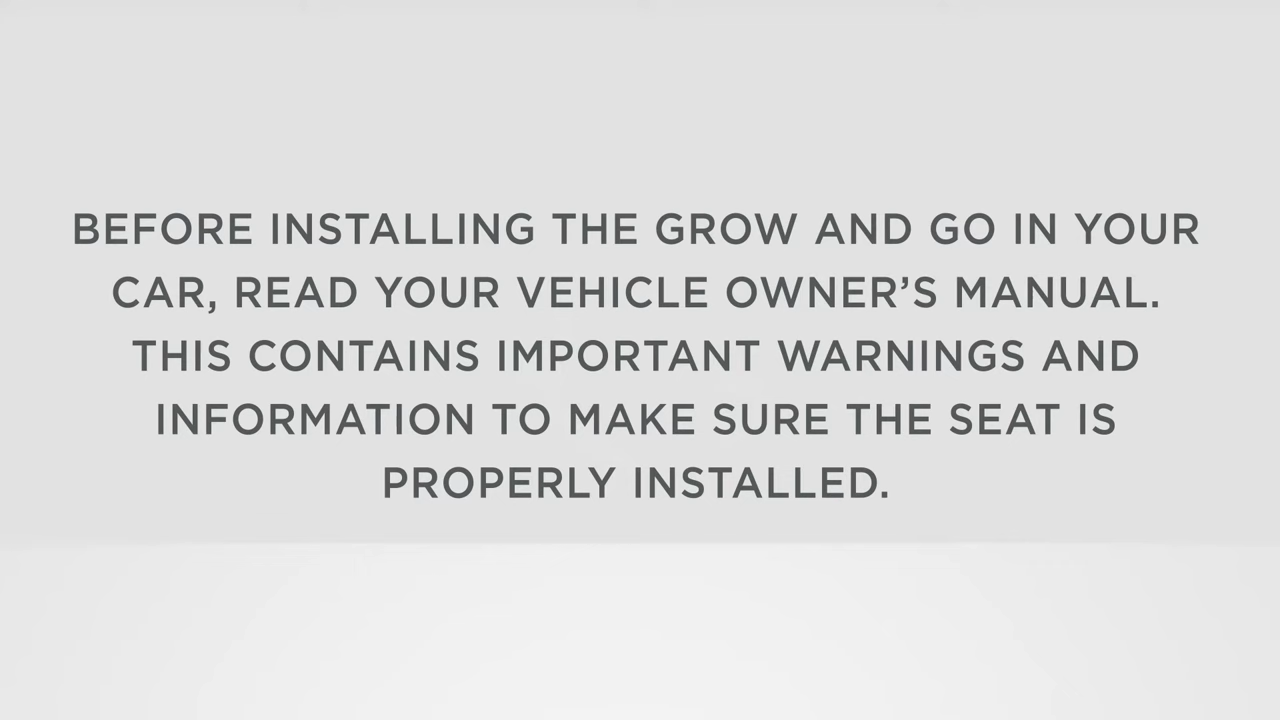 BEFORE INSTALLING THE GROW AND GO IN YOUR
CAR, READ YOUR VEHICLE OWNER’S MANUAL.
THIS CONTAINS IMPORTANT WARNINGS AND
INFORMATION TO MAKE SURE THE SEAT IS
PROPERLY INSTALLED.